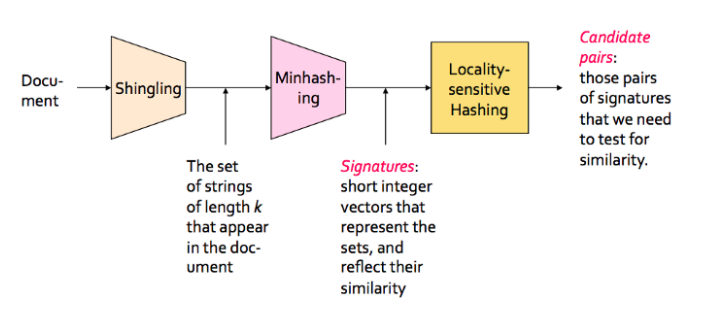 Docu-
ment
Shingling
The set
of strings
of length k
that appear
in the doc-
ument
Minhash-
ing
Signatures:
short integer
vectors that
represent the
sets, and
reflect their
similarity
Locality-
sensitive
Hashing
Candidate
pairs:
those pairs
of signatures
that we need
to test for
similarity.